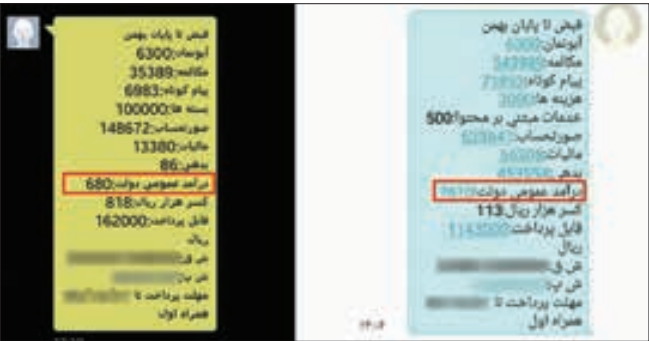 قبض تا پایان بهمن
آبونمان:6300
مکالمه:
پیام کوتاه:
هزینه ها:
خدمات مبتنی بر محتوا:500
صورتحساب:
مالیات:
بدهی:
درآمد عمومی دولت:
کسر هزار ریال:113
قابل پرداخت:1143000
ریال
ش ق:
ش پ:
مهلت پرداخت تا
همراه اول
قبض تا پایان بهمن
آبونمان:6300
مکالمه:35389
پیام کوتاه:6983
بسته ها:100000
صورتحساب:148672
مالیات:13380
بدهی:86
درآمد عمومی دولت:680
کسر هزار ریال:818
قابل پرداخت:162000
ریال
ش ق:
ش پ:
مهلت پرداخت تا
همراه اول